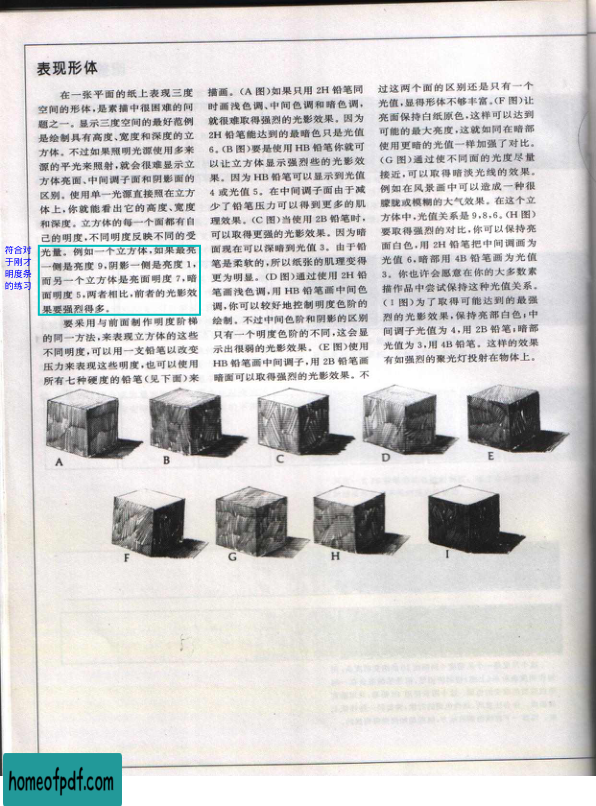 表现形体
在一张平面的纸上表现三度
空间的形体,是素描中很困难的问
题之一。显示三度空间的最好范例
是绘制具有高度、宽度和深度的立
方体。不过如果照明光源使用多来
源的平光来照射,就会很难显示立
方体亮面、中间调子面和阴影面的
区别。使用单一光源直接照在立方
体上,你就能看出它的高度、宽度
和深度。立方体的每一个面都有自
己的明度,不同明度反映不同的受
光量。例如一个立方体,如果最亮
一侧是亮度9,阴影一侧是亮度1,
而另一个立方体是亮面明度7,暗
面明度5,两者相比,前者的光影效
果要强烈得多。
要采用与前面制作明度阶梯
的同一方法,来表现立方体的这些
不同明度,可以用一支铅笔以改变
压力来表现这些明度,也可以使用
所有七种硬度的铅笔(见下面)来
符合对
于刚才
明度条
的练习
描画。(A图)如果只用2H铅笔同
时画浅色调、中间色调和暗色调,
就很难取得强烈的光影效果。因为
2H铅笔能达到的最暗色只是光值
6。(B图)要是使用HB铅笔你就可
以让立方体显示强烈些的光影效
果。因为HB铅笔可以显示到光值
4或光值5。在中间调子面由于减
少了铅笔压力可以得到更多的肌
理效果。(C图)当使用2B铅笔时,
可以取得更强的光影效果。因为暗
面现在可以深暗到光值3。由于铅
笔是柔软的,所以纸张的肌理变得
更为明显。(D图)通过使用2H铅
笔画浅色调,用HB铅笔画中间色
调,你可以较好地控制明度色阶的
绘制。不过中间色阶和阴影的区别
只有一个明度色阶的不同,这会显
示出很弱的光影效果。(E图)使用
HB铅笔画中间调子,用2B铅笔画
暗面可以取得强烈的光影效果。不
过这两个面的区别还是只有一个
光值,显得形体不够丰富。(F图)让
亮面保持白纸原色,这样可以达到
可能的最大亮度,这就如同在暗部
使用更暗的光值一样加强了对比。
(G图)通过使不同面的光度尽量
接近,可以取得暗淡光线的效果。
例如在风景画中可以造成一种很
朦胧或模糊的大气效果。在这个立
方体中,光值关系是9、8、6。(H图)
要取得强烈的对比,你可以保持亮
面白色,用2H铅笔把中间调画为
光值6,暗部用4B铅笔画为光值
3。你也许会愿意在你的大多数素
描作品中尝试保持这种光值关系。
(I图)为了取得可能达到的最强
烈的光影效果,保持亮部白色;中
间调子光值为4,用2B铅笔;暗部
光值为3,用4B铅笔。这样的效果
有如强烈的聚光灯投射在物体上。
A B C D E
F G H I
homeofpdf.com